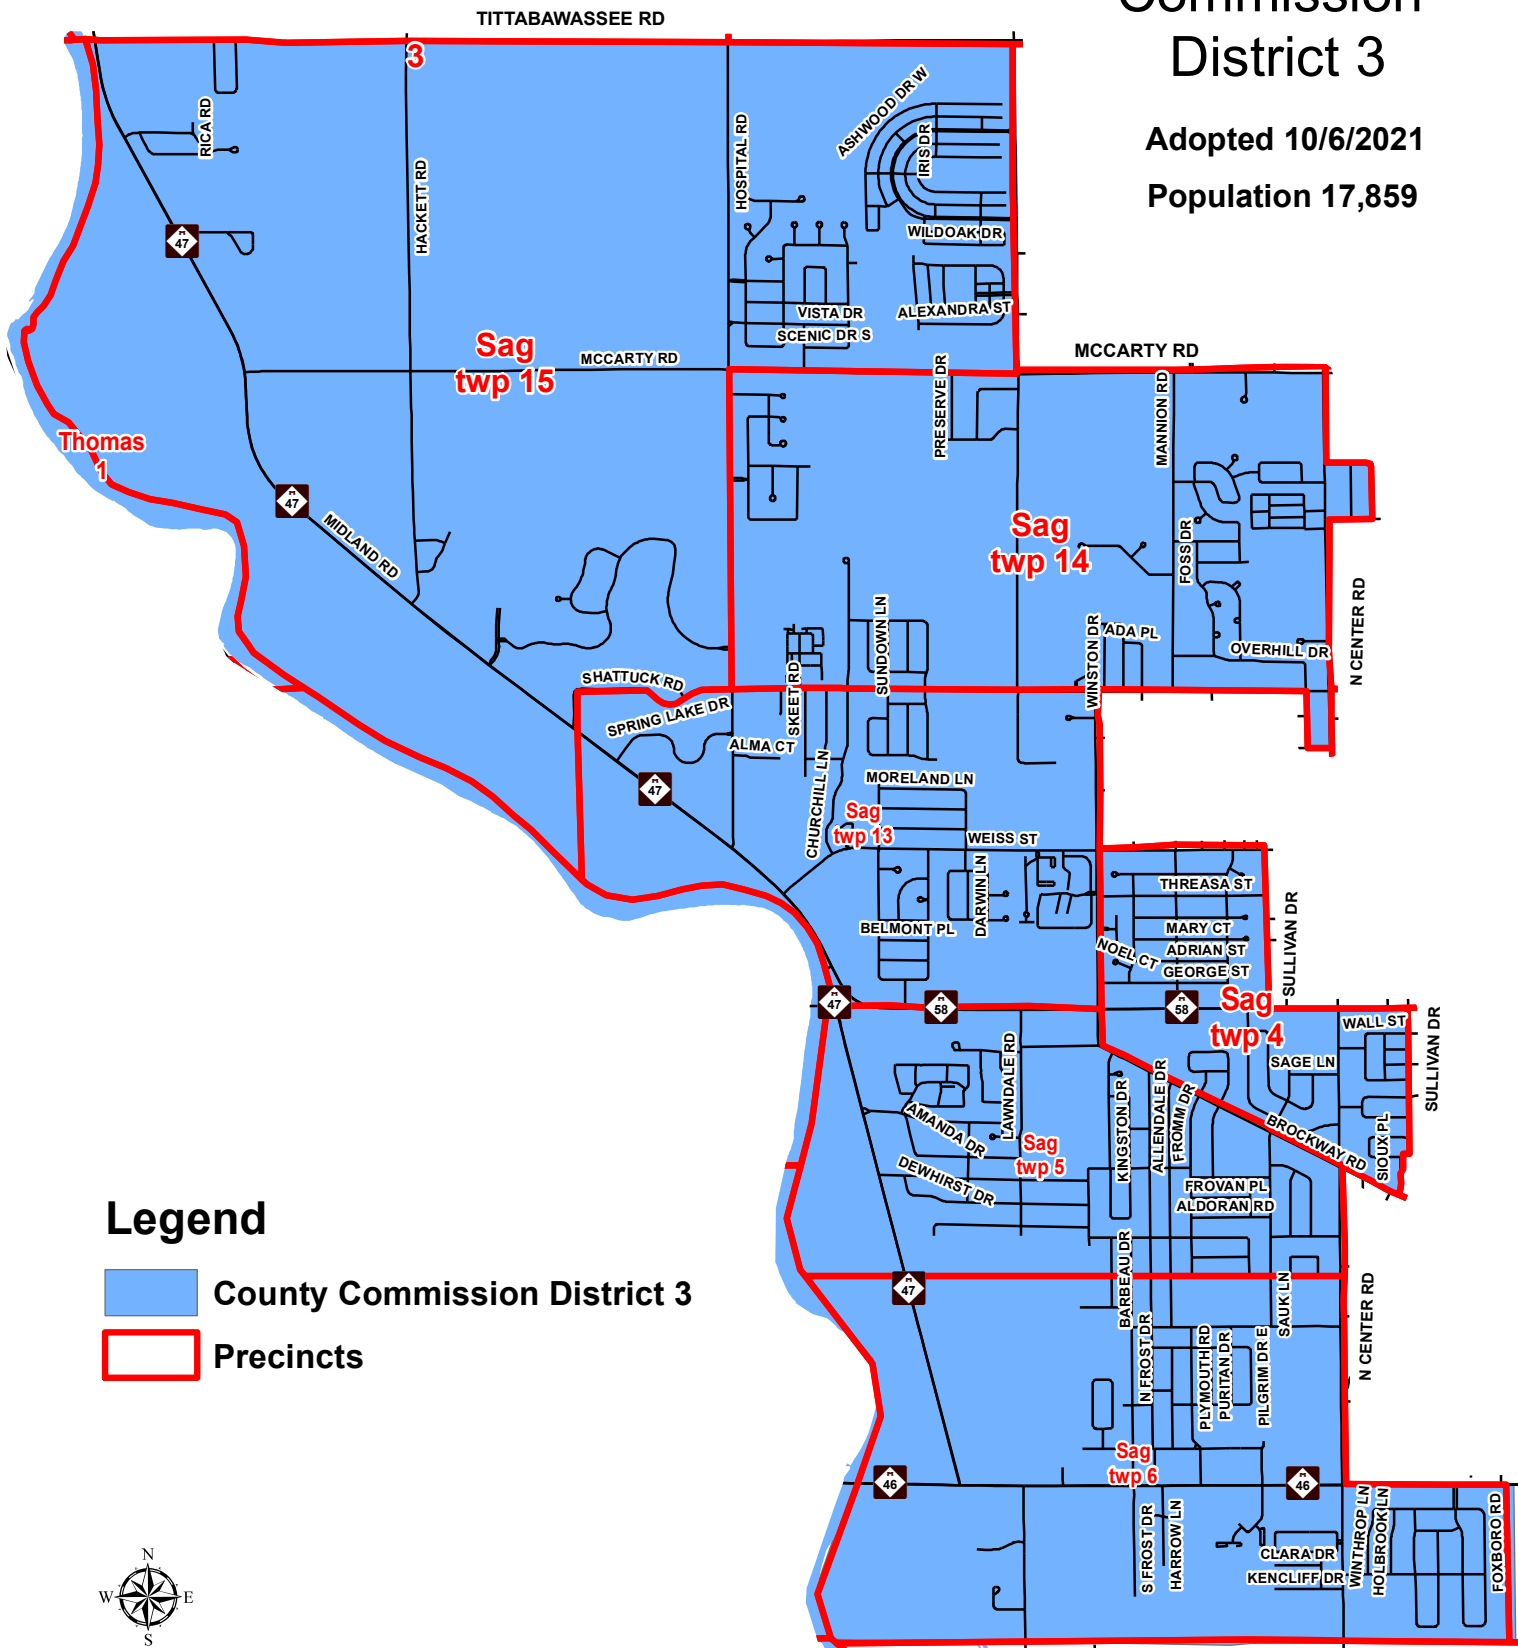 Commission
District 3
Adopted 10/6/2021
Population 17,859
TITTABAWASSEE RD
3
RICA RD
HACKETT RD
HOSPITAL RD
ASHWOOD DR W
IRIS DR
WILDOAK DR
M
47
VISTA DR
ALEXANDRA ST
SCENIC DR S
Sag
twp 15
MCCARTY RD
MCCARTY RD
PRESERVE DR
MANNION RD
Thomas
1
M
47
MIDLAND RD
Sag
twp 14
FOSS DR
N CENTER RD
SUNDOWN LN
WINSTON DR
ADA PL
OVERHILL DR
SHATTUCK RD
SKEET RD
SPRING LAKE DR
ALMA CT
M
47
CHURCHILL LN
MORELAND LN
Sag
twp 13
WEISS ST
DARWIN LN
BELMONT PL
THREASA ST
MARY CT
NOEL CT
ADRIAN ST
GEORGE ST
SULLIVAN DR
M
47
M
58
M
58
Sag
twp 4
WALL ST
SULLIVAN DR
SAGE LN
LAWNDALE RD
AMANDA DR
KINGSTON DR
ALLENDALE DR
FROMM DR
BROCKWAY RD
SIOUX PL
Sag
twp 5
DEWHIRST DR
FROVAN PL
ALDORAN RD
Legend
County Commission District 3
Precincts
M
47
BARBEAU DR
SAUK LN
N FROST DR
PLYMOUTH RD
PURITAN DR
PILGRIM DR E
N CENTER RD
Sag
twp 6
M
46
M
46
S FROST DR
HARROW LN
CLARA DR
KENCLIFF DR
WINTHROP LN
HOLBROOK LN
FOXBORO RD
N
W
E
S